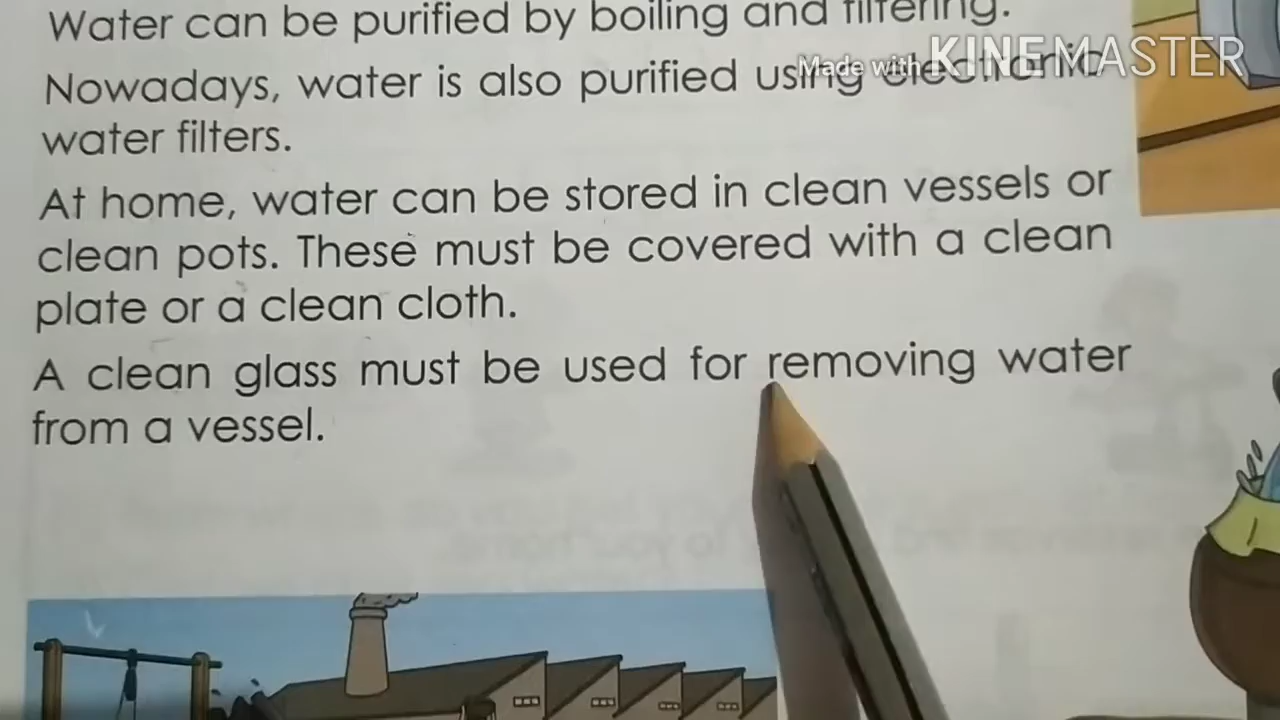 Water can be purified by boiling and filtering.
Made with KINEMASTER
Nowadays, water is also purified using electronic
water filters.
At home, water can be stored in clean vessels or
clean pots. These must be covered with a clean
plate or a clean cloth.
A clean glass must be used for removing water
from a vessel.